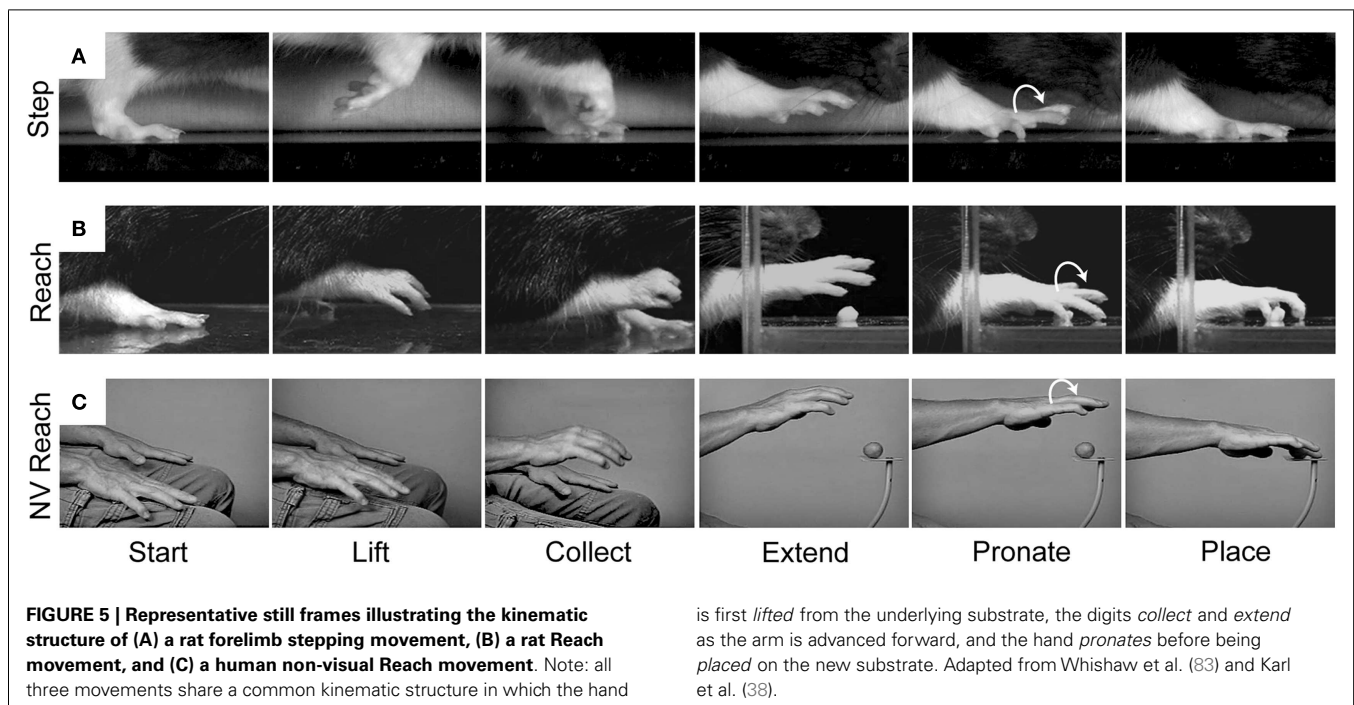 A
Step
B
Reach
C
NV Reach
Start Lift Collect Extend Pronate Place
FIGURE 5 | Representative still frames illustrating the kinematic
structure of (A) a rat forelimb stepping movement, (B) a rat Reach
movement, and (C) a human non-visual Reach movement. Note: all
three movements share a common kinematic structure in which the hand
is first lifted from the underlying substrate, the digits collect and extend
as the arm is advanced forward, and the hand pronates before being
placed on the new substrate. Adapted from Whishaw et al. (83) and Karl
et al. (38).